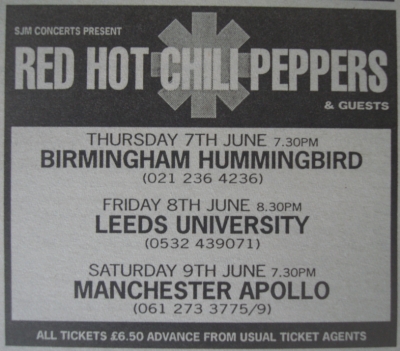 SJM CONCERTS PRESENT
RED HOT CHILI PEPPERS
& GUESTS
THURSDAY 7TH JUNE 7.30PM
BIRMINGHAM HUMMINGBIRD
(021 236 4236)
FRIDAY 8TH JUNE 8.30PM
LEEDS UNIVERSITY
(0532 439071)
SATURDAY 9TH JUNE 7.30PM
MANCHESTER APOLLO
(061 273 3775/9)
ALL TICKETS £6.50 ADVANCE FROM USUAL TICKET AGENTS